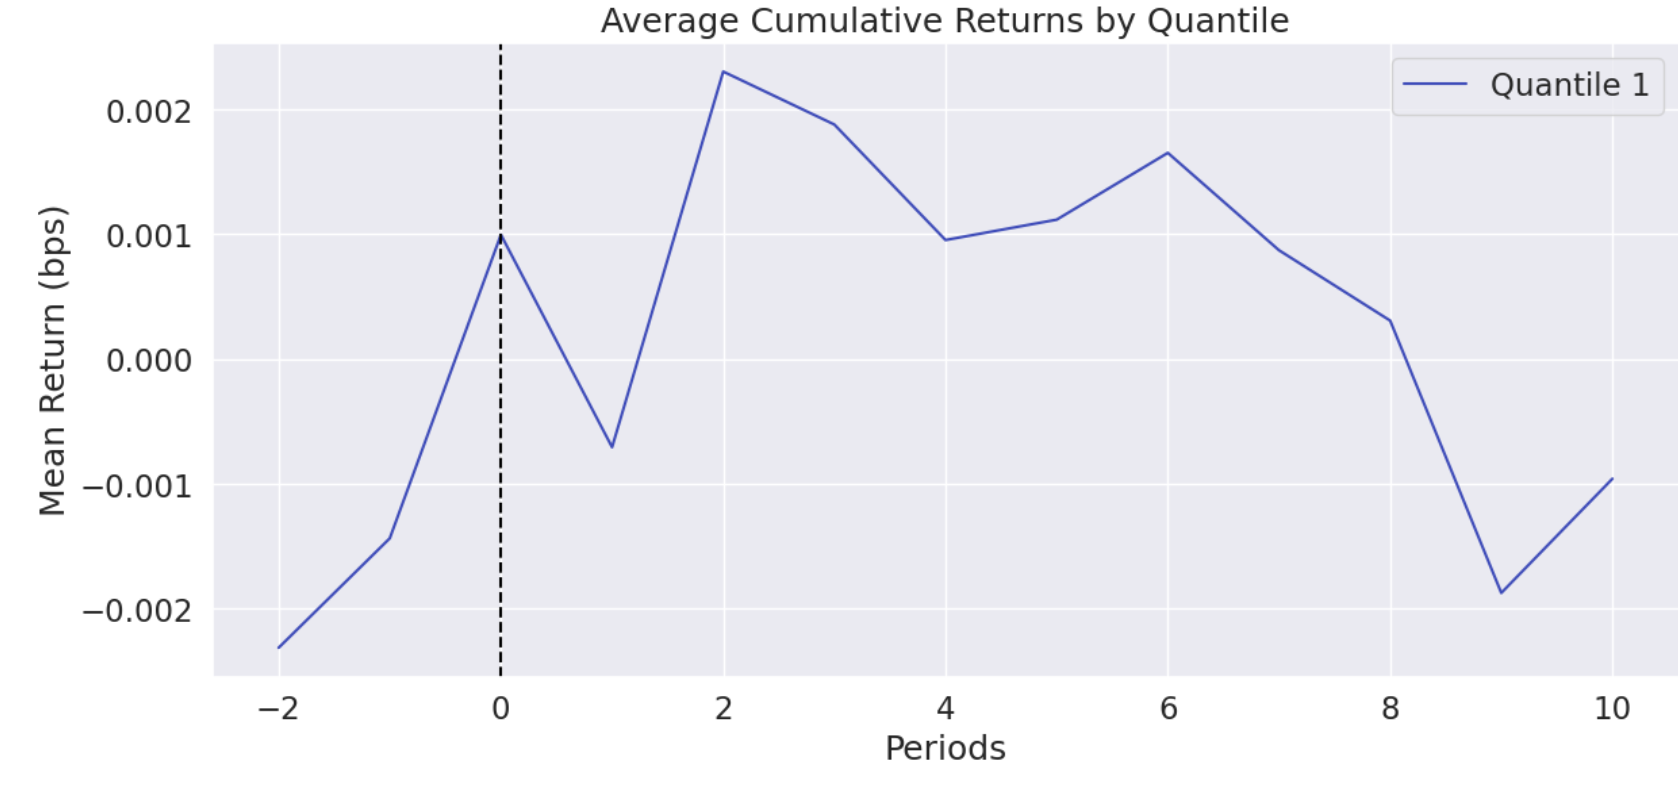 Average Cumulative Returns by Quantile
Quantile 1
Mean Return (bps)
0.002
0.001
0.000
−0.001
−0.002
−2 0 2 4 6 8 10
Periods